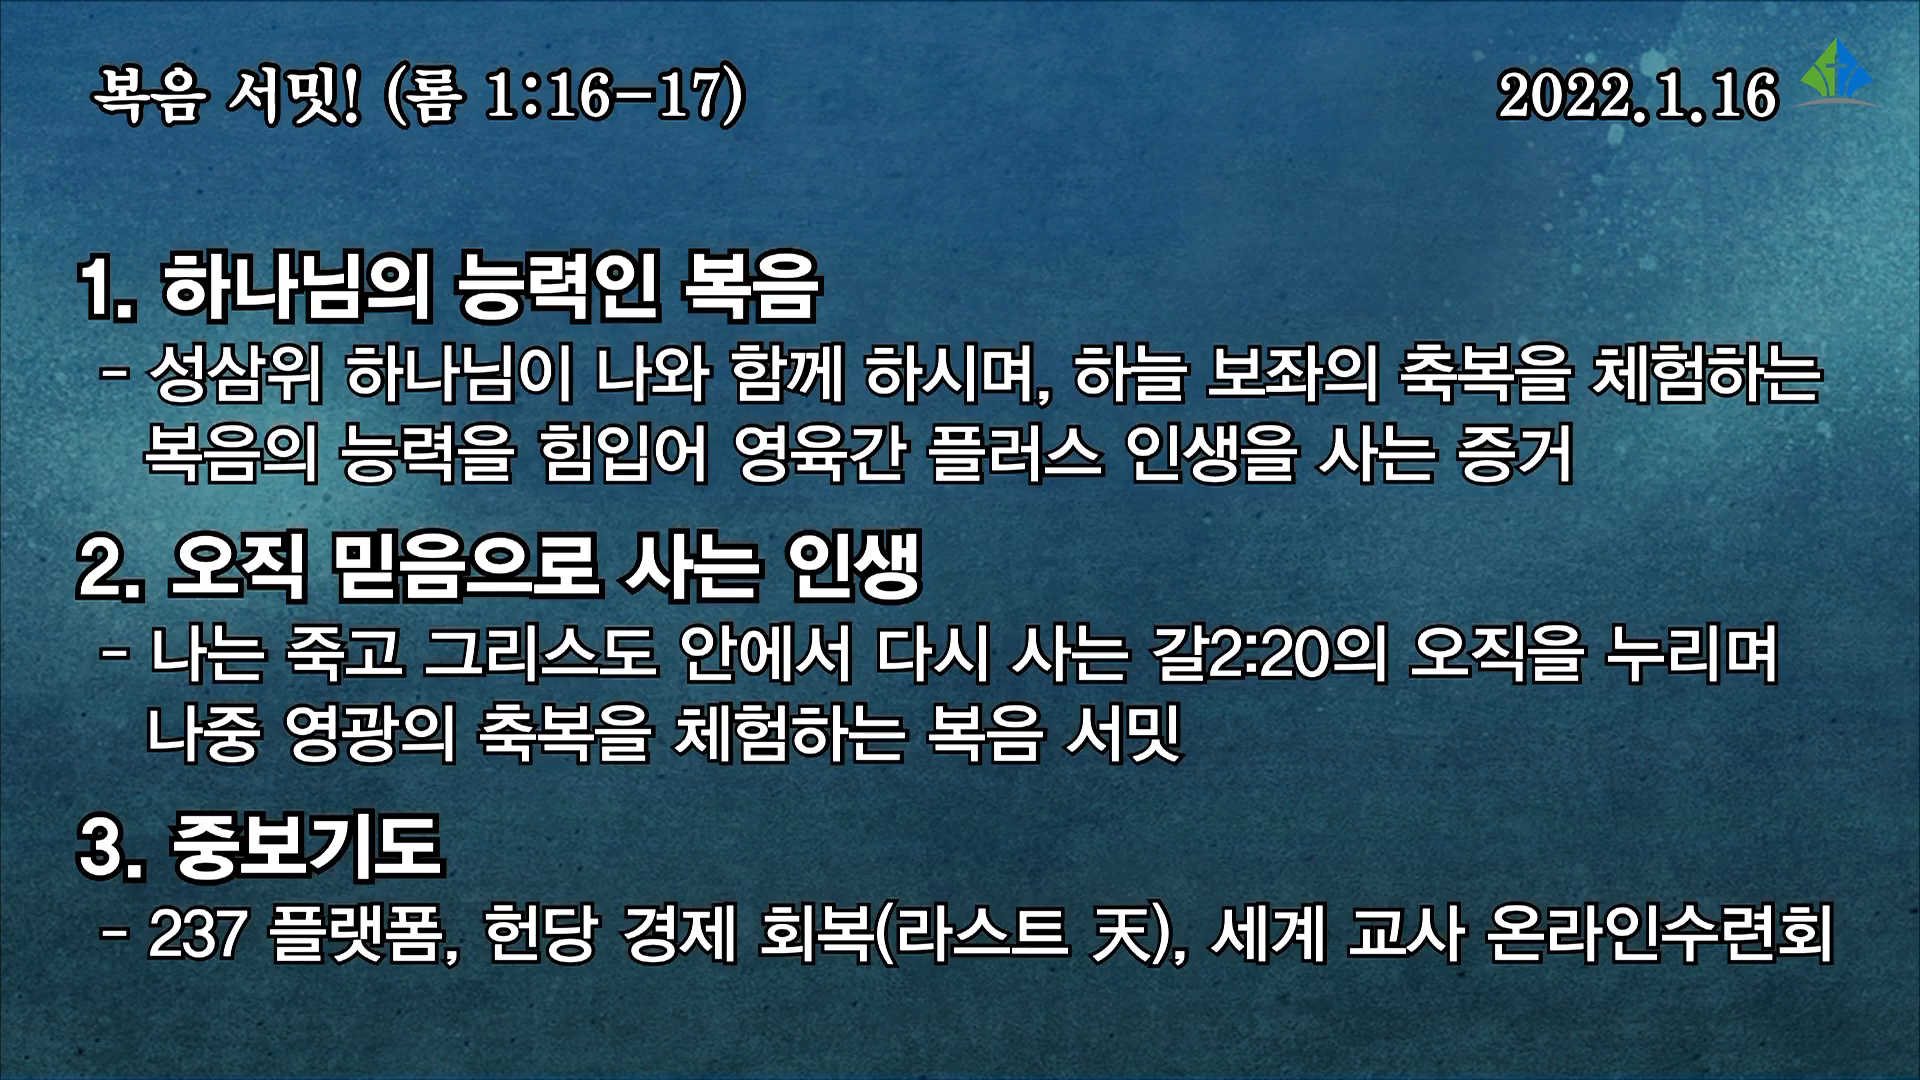 복음 서밋! (롬 1:16-17)
2022.1.16
1. 하나님의 능력인 복음
- 성삼위 하나님이 나와 함께 하시며, 하늘 보좌의 축복을 체험하는
복음의 능력을 힘입어 영육간 플러스 인생을 사는 증거
2. 오직 믿음으로 사는 인생
- 나는 죽고 그리스도 안에서 다시 사는 갈2:20의 오직을 누리며
나중 영광의 축복을 체험하는 복음 서밋
3. 중보기도
- 237 플랫폼, 헌당 경제 회복(라스트 天), 세계 교사 온라인수련회